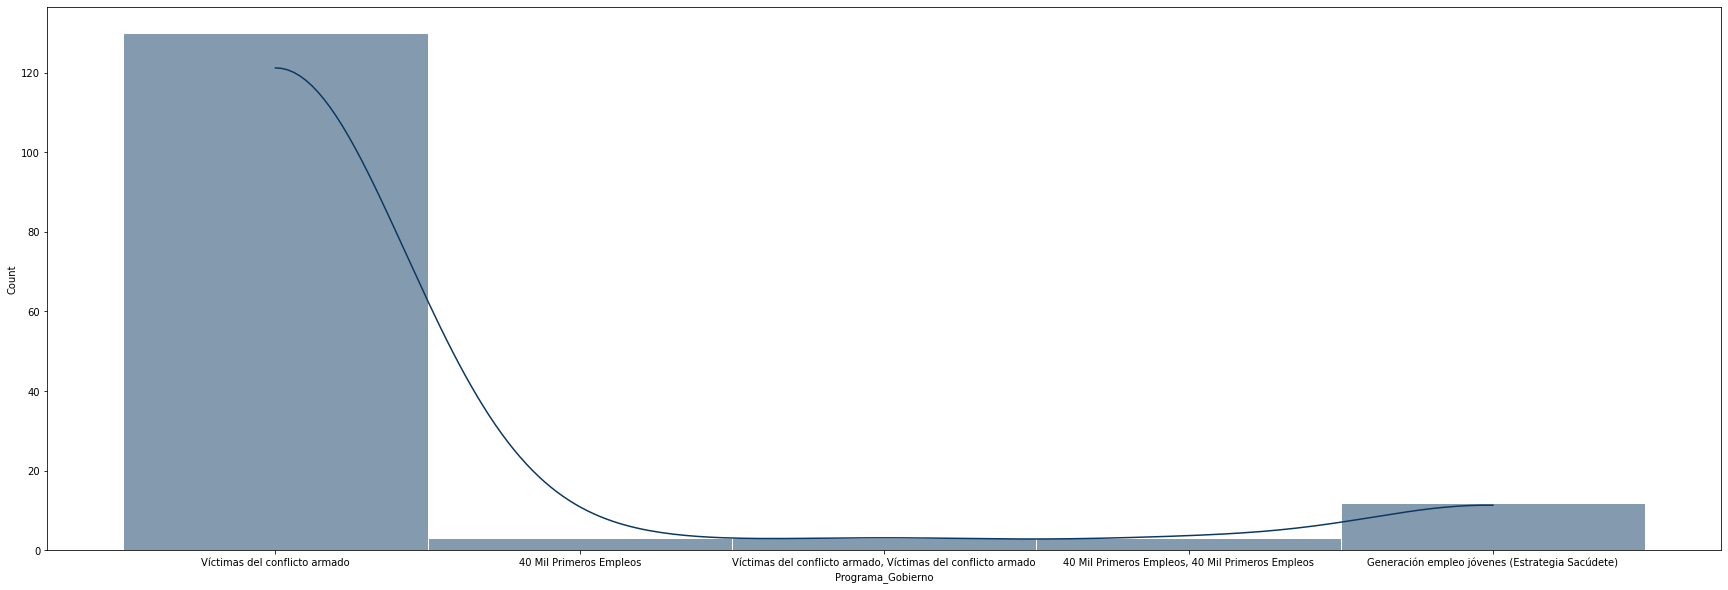 Count
120
100
80
60
40
20
0
Víctimas del conflicto armado
40 Mil Primeros Empleos
Víctimas del conflicto armado, Víctimas del conflicto armado
40 Mil Primeros Empleos, 40 Mil Primeros Empleos
Generación empleo jóvenes (Estrategia Sacúdete)
Programa_Gobierno